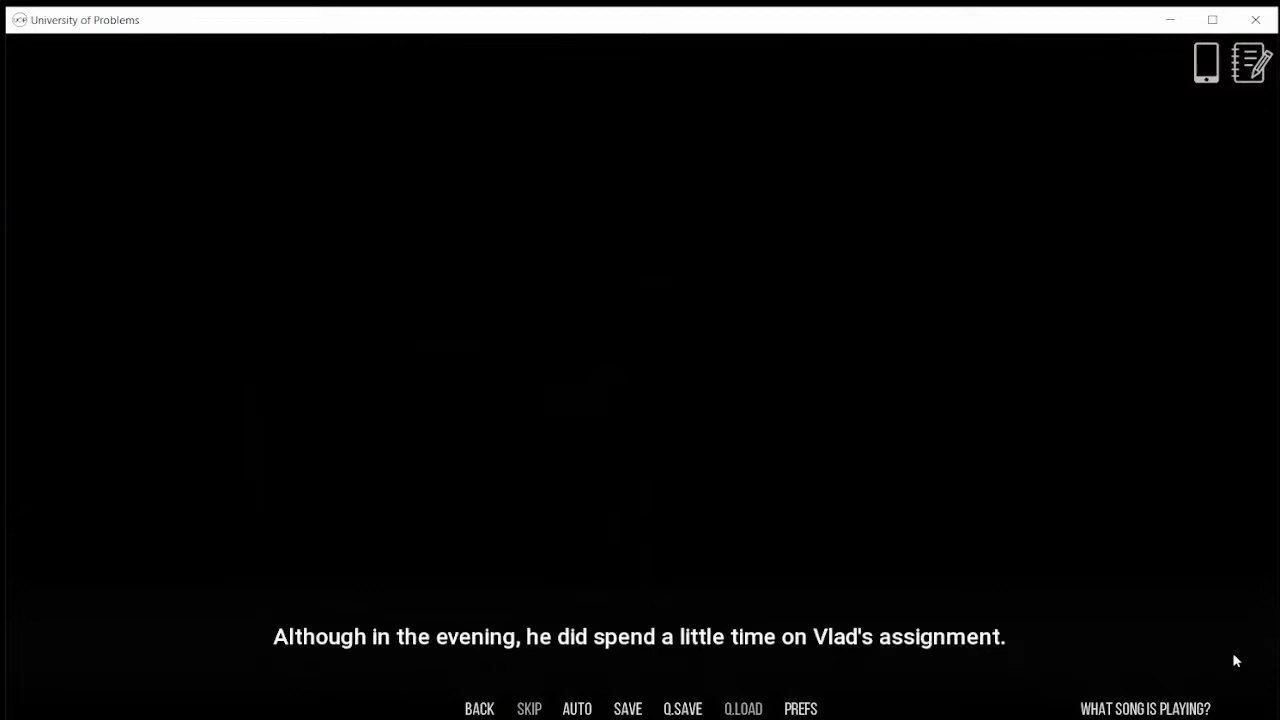 UOP University of Problems
Although in the evening, he did spend a little time on Vlad's assignment.
BACK SKIP AUTO SAVE Q.SAVE Q.LOAD PREFS WHAT SONG IS PLAYING?